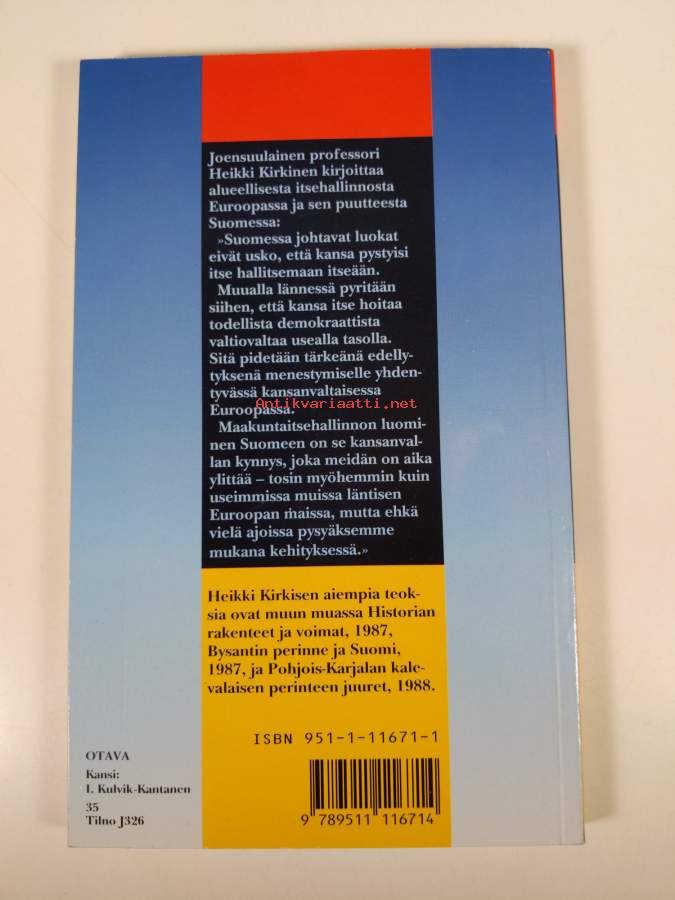 Joensuulainen professori
Heikki Kirkinen kirjoittaa
alueellisesta itsehallinnosta
Euroopassa ja sen puutteesta
Suomessa:
»Suomessa johtavat luokat
eivät usko, että kansa pystyisi
itse hallitsemaan itseään.
Muualla lännessä pyritään
siihen, että kansa itse hoitaa
todellista demokraattista
valtiovaltaa usealla tasolla.
Sitä pidetään tärkeänä edelly-
tyksenä menestymiselle yhden-
tyvässä kansanvaltaisessa
Antikvariaatti.net
Euroopassa.
Maakuntaitsehallinnon luomi-
nen Suomeen on se kansanval-
lan kynnys, joka meidän on aika
ylittää – tosin myöhemmin kuin
useimmissa muissa läntisen
Euroopan maissa, mutta ehkä
vielä ajoissa pysyäksemme
mukana kehityksessä.»
Heikki Kirkisen aiempia teok-
sia ovat muun muassa Historian
rakenteet ja voimat, 1987,
Bysantin perinne ja Suomi,
1987, ja Pohjois-Karjalan kale-
valaisen perinteen juuret, 1988.
ISBN 951-1-11671-1
OTAVA
Kansi:
I. Kulvik-Kantanen
35
Tilno J326
9 789511 116714